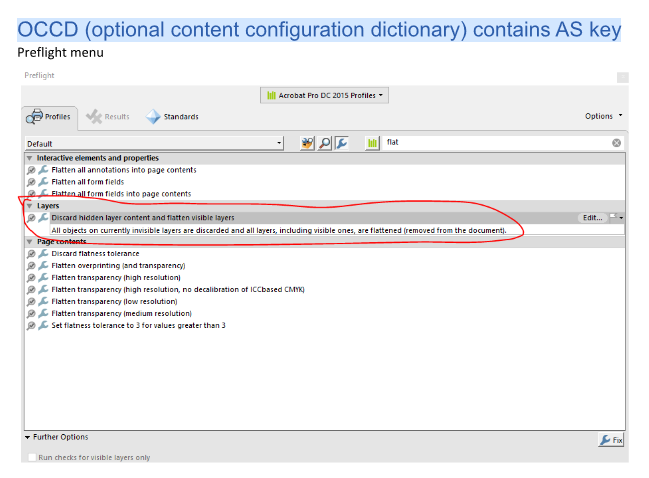 OCCD (optional content configuration dictionary) contains AS key
Preflight menu
Preflight
Acrobat Pro DC 2015 Profiles
Profiles
Results
Standards
Options
Default
flat
Interactive elements and properties
Flatten all annotations into page contents
Flatten all form fields
Flatten all form fields into page contents
Layers
Discard hidden layer content and flatten visible layers
Edit...
All objects on currently invisible layers are discarded and all layers, including visible ones, are flattened (removed from the document).
Page contents
Discard flatness tolerance
Flatten overprinting (and transparency)
Flatten transparency (high resolution)
Flatten transparency (high resolution, no decalibration of ICCbased CMYK)
Flatten transparency (low resolution)
Flatten transparency (medium resolution)
Set flatness tolerance to 3 for values greater than 3
Further Options
Fix
Run checks for visible layers only